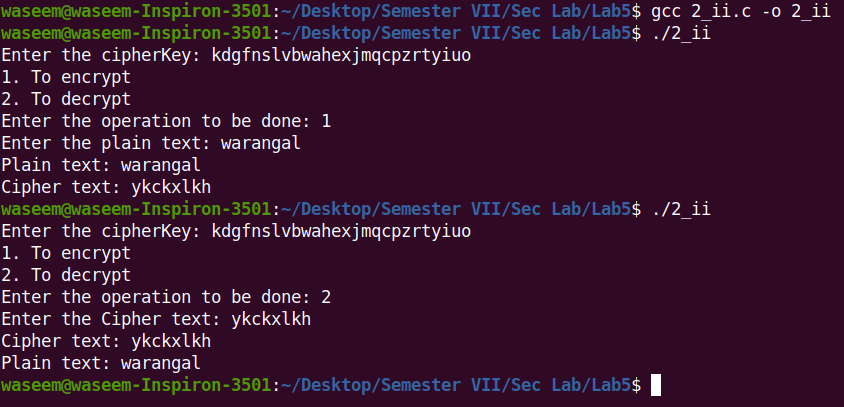 waseem@waseem-Inspiron-3501:~/Desktop/Semester VII/Sec Lab/Lab5$ gcc 2_ii.c -o 2_ii
waseem@waseem-Inspiron-3501:~/Desktop/Semester VII/Sec Lab/Lab5$ ./2_ii
Enter the cipherKey: kdgfnslvbwahexjmqcpzrtyiuo
1. To encrypt
2. To decrypt
Enter the operation to be done: 1
Enter the plain text: warangal
Plain text: warangal
Cipher text: ykckxlkh
waseem@waseem-Inspiron-3501:~/Desktop/Semester VII/Sec Lab/Lab5$ ./2_ii
Enter the cipherKey: kdgfnslvbwahexjmqcpzrtyiuo
1. To encrypt
2. To decrypt
Enter the operation to be done: 2
Enter the Cipher text: ykckxlkh
Cipher text: ykckxlkh
Plain text: warangal
waseem@waseem-Inspiron-3501:~/Desktop/Semester VII/Sec Lab/Lab5$